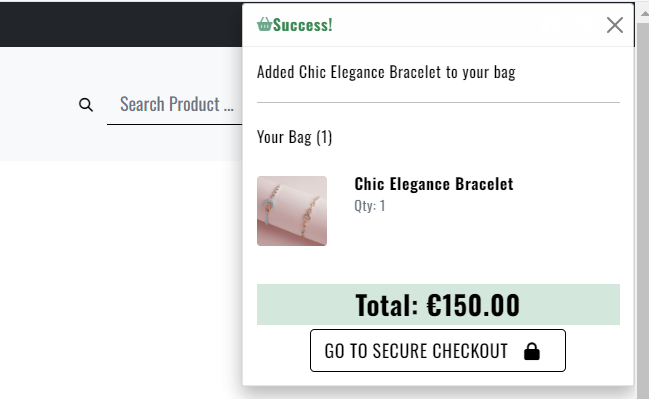 Success!
Added Chic Elegance Bracelet to your bag
Search Product ...
Your Bag (1)
Chic Elegance Bracelet
Qty: 1
Total: €150.00
GO TO SECURE CHECKOUT